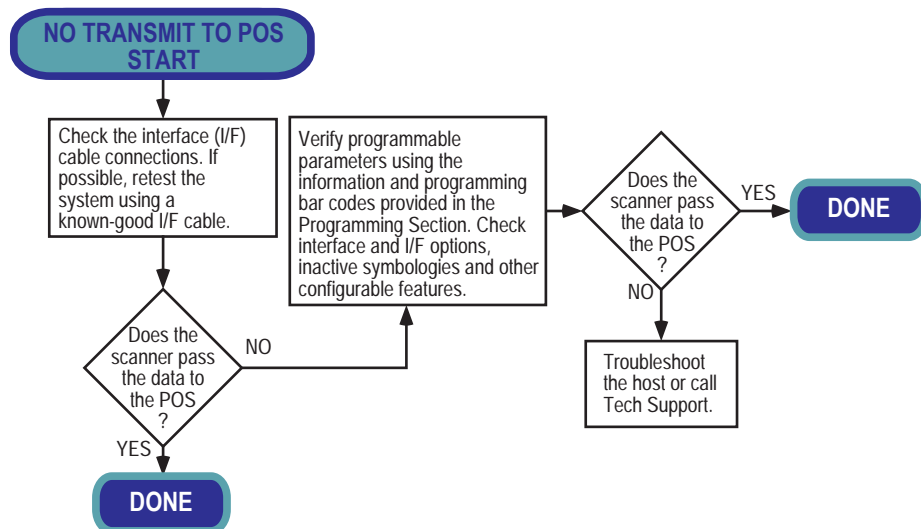 NO TRANSMIT TO POS
START
Check the interface (I/F)
cable connections. If
possible, retest the
system using a
known-good I/F cable.
Does the
scanner pass
the data to
the POS
?
NO
YES
DONE
Verify programmable
parameters using the
information and programming
bar codes provided in the
Programming Section. Check
interface and I/F options,
inactive symbologies and other
configurable features.
Does the
scanner pass
the data to
the POS
?
YES
DONE
NO
Troubleshoot
the host or call
Tech Support.